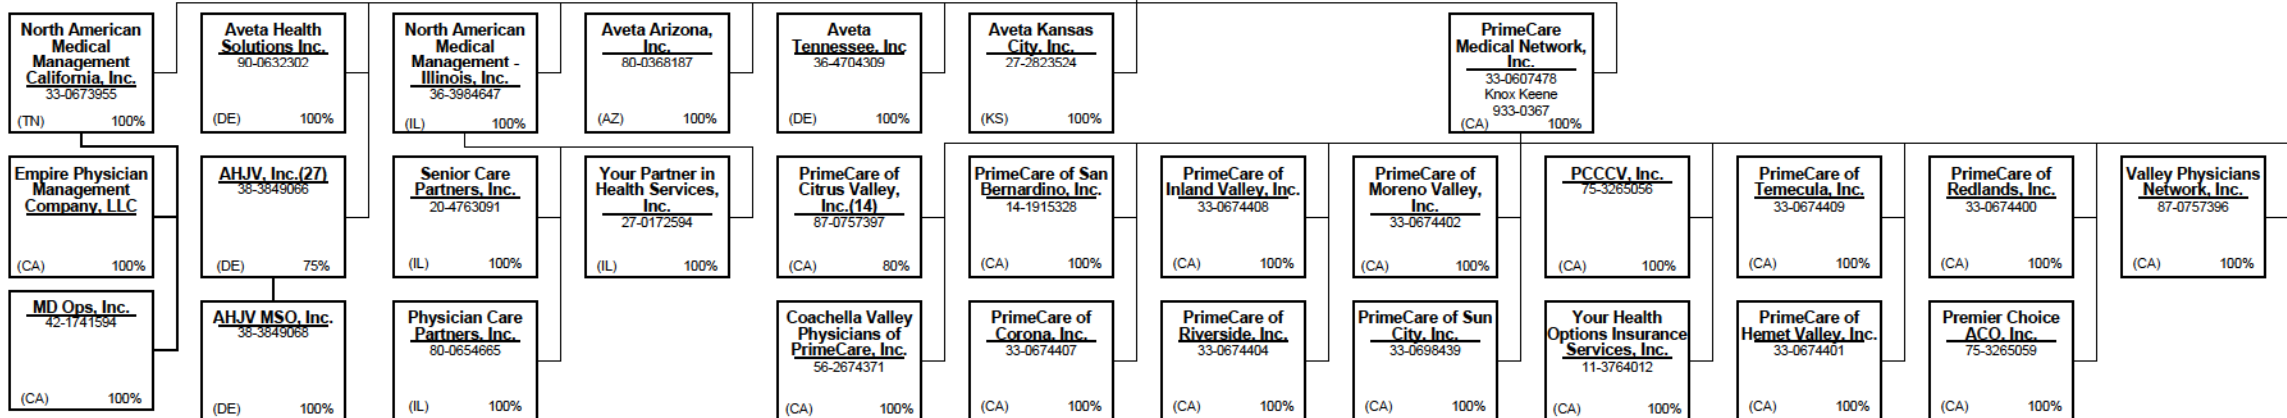 North American
Medical
Management
California, Inc.
33-0673955
(TN) 100%
Aveta Health
Solutions Inc.
90-0632302
(DE) 100%
North American
Medical
Management -
Illinois, Inc.
36-3984647
(IL) 100%
Aveta Arizona,
Inc.
80-0368187
(AZ) 100%
Aveta
Tennessee, Inc
36-4704309
(DE) 100%
Aveta Kansas
City, Inc.
27-2823524
(KS) 100%
PrimeCare
Medical Network,
Inc.
33-0607478
Knox Keene
933-0367
(CA) 100%
Empire Physician
Management
Company, LLC
(CA) 100%
AHJV, Inc.(27)
38-3849066
(DE) 75%
Senior Care
Partners, Inc.
20-4763091
(IL) 100%
Your Partner in
Health Services,
Inc.
27-0172594
(IL) 100%
PrimeCare of
Citrus Valley,
Inc.(14)
87-0757397
(CA) 80%
PrimeCare of San
Bernardino, Inc.
14-1915328
(CA) 100%
PrimeCare of
Inland Valley, Inc.
33-0674408
(CA) 100%
PrimeCare of
Moreno Valley,
Inc.
33-0674402
(CA) 100%
PCCCV, Inc.
75-3265056
(CA) 100%
PrimeCare of
Temecula, Inc.
33-0674409
(CA) 100%
PrimeCare of
Redlands, Inc.
33-0674400
(CA) 100%
Valley Physicians
Network, Inc.
87-0757396
(CA) 100%
MD Ops, Inc.
42-1741594
(CA) 100%
AHJV MSO, Inc.
38-3849068
(DE) 100%
Physician Care
Partners, Inc.
80-0654665
(IL) 100%
Coachella Valley
Physicians of
PrimeCare, Inc.
56-2674371
(CA) 100%
PrimeCare of
Corona, Inc.
33-0674407
(CA) 100%
PrimeCare of
Riverside, Inc.
33-0674404
(CA) 100%
PrimeCare of Sun
City, Inc.
33-0698439
(CA) 100%
Your Health
Options Insurance
Services, Inc.
11-3764012
(CA) 100%
PrimeCare of
Hemet Valley, Inc.
33-0674401
(CA) 100%
Premier Choice
ACO, Inc.
75-3265059
(CA) 100%